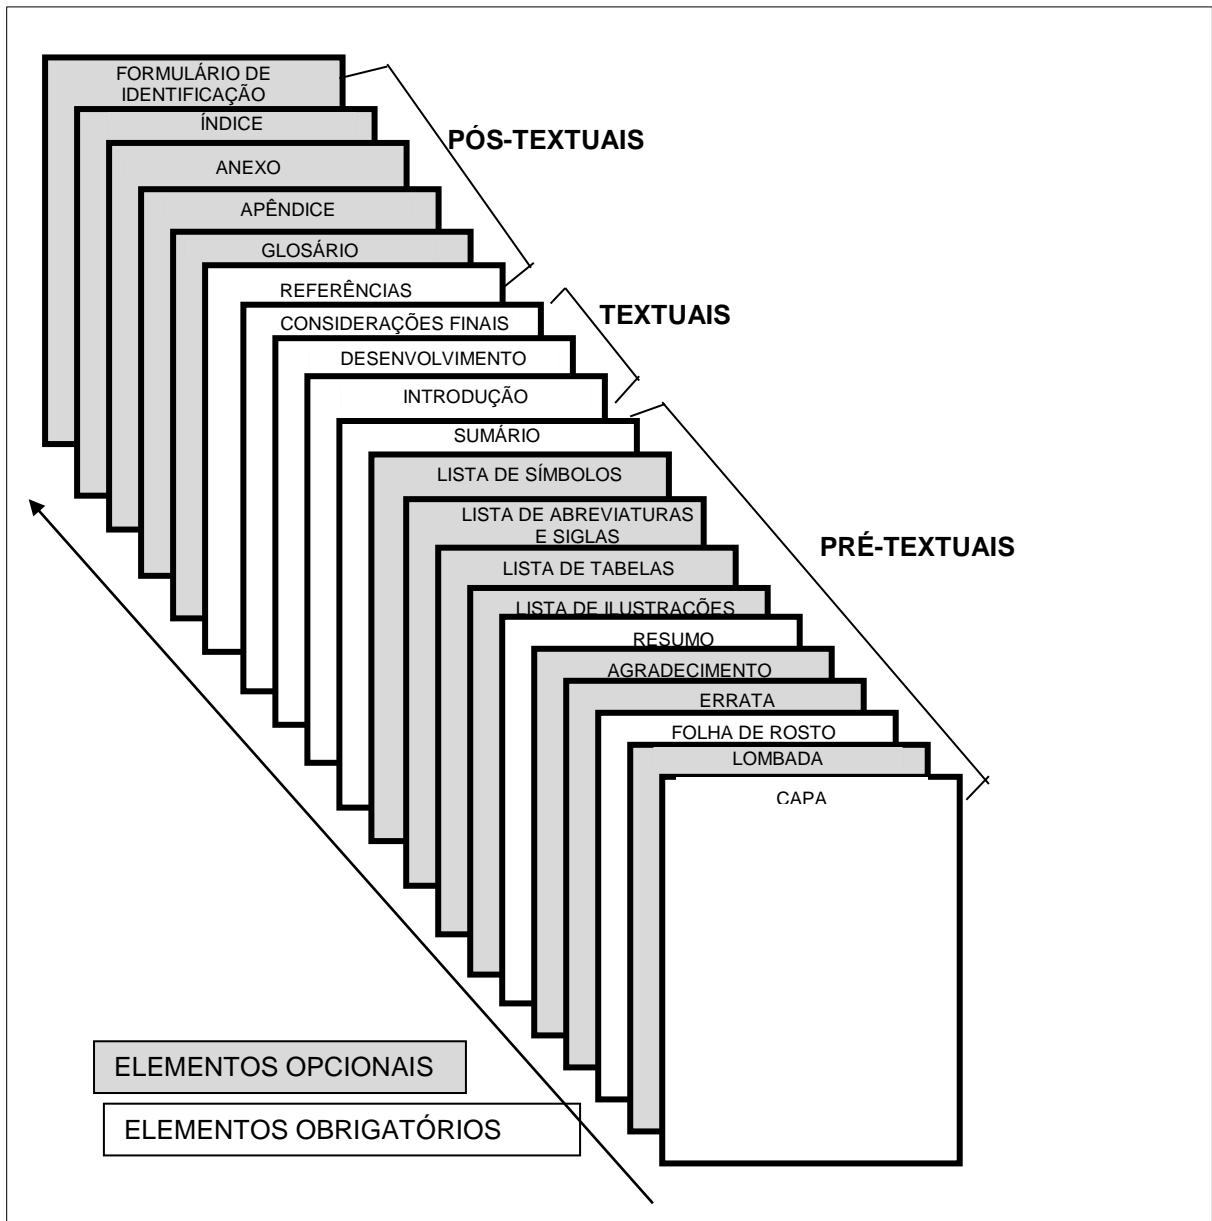 FORMULÁRIO DE
IDENTIFICAÇÃO
ÍNDICE
PÓS-TEXTUAIS
ANEXO
APÊNDICE
GLOSÁRIO
REFERÊNCIAS
TEXTUAIS
CONSIDERAÇÕES FINAIS
DESENVOLVIMENTO
INTRODUÇÃO
SUMÁRIO
LISTA DE SÍMBOLOS
LISTA DE ABREVIATURAS
E SIGLAS
PRÉ-TEXTUAIS
LISTA DE TABELAS
LISTA DE ILUSTRAÇÕES
RESUMO
AGRADECIMENTO
ERRATA
FOLHA DE ROSTO
LOMBADA
CAPA
ELEMENTOS OPCIONAIS
ELEMENTOS OBRIGATÓRIOS